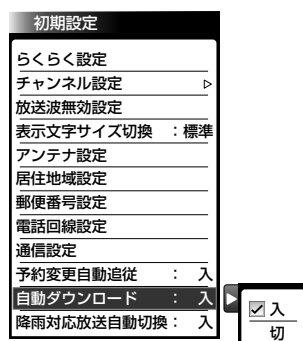 初期設定
らくらく設定
チャンネル設定 ▷
放送波無効設定
表示文字サイズ切換 : 標準
アンテナ設定
居住地域設定
郵便番号設定
電話回線設定
通信設定
予約変更自動追従 : 入
自動ダウンロード : 入
降雨対応放送自動切換 : 入
入
切